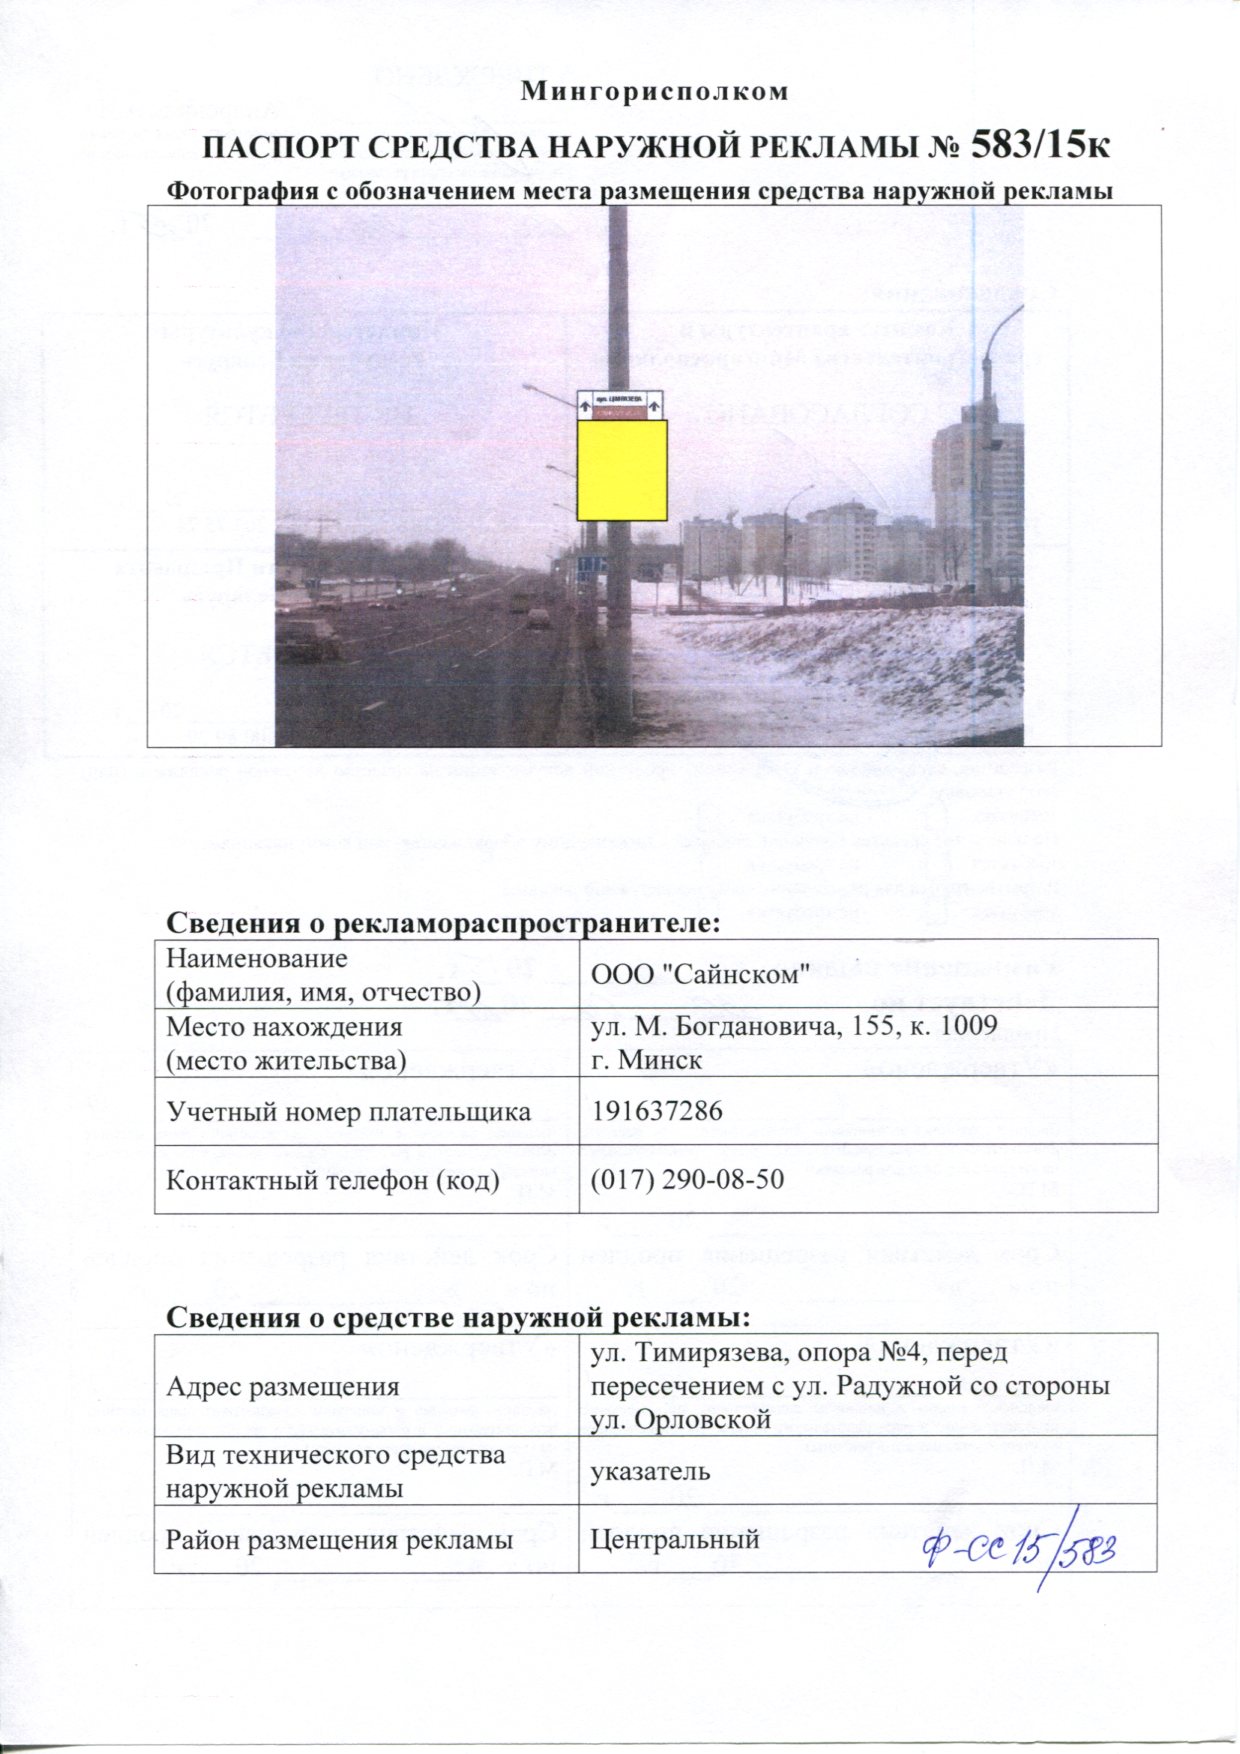 Мингорисполком
ПАСПОРТ СРЕДСТВА НАРУЖНОЙ РЕКЛАМЫ № 583/15к
Фотография с обозначением места размещения средства наружной рекламы
Сведения о рекламораспространителе:
Наименование
(фамилия, имя, отчество)
ООО "Сайнском"
Место нахождения
(место жительства)
ул. М. Богдановича, 155, к. 1009
г. Минск
Учетный номер плательщика
191637286
Контактный телефон (код)
(017) 290-08-50
Сведения о средстве наружной рекламы:
Адрес размещения
ул. Тимирязева, опора №4, перед
пересечением с ул. Радужной со стороны
ул. Орловской
Вид технического средства
наружной рекламы
указатель
Район размещения рекламы
Центральный
Ф-СС 15/583